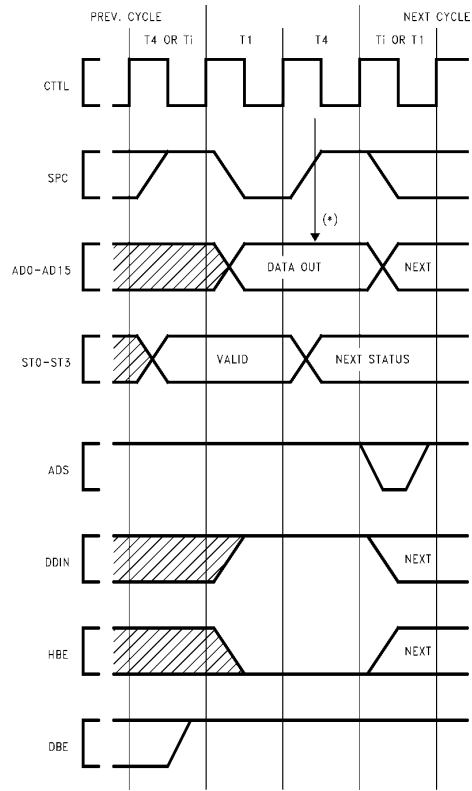 PREV. CYCLE
NEXT CYCLE
T4 OR Ti
T1
T4
Ti OR T1
CTTL
SPC
(*)
AD0-AD15
DATA OUT
NEXT
ST0-ST3
VALID
NEXT STATUS
ADS
DDIN
NEXT
HBE
NEXT
DBE